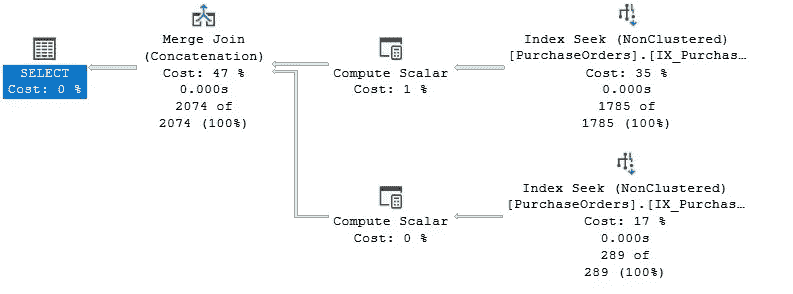 SELECT
Cost: 0 %
Merge Join
(Concatenation)
Cost: 47 %
0.000s
2074 of
2074 (100%)
Compute Scalar
Cost: 1 %
Index Seek (NonClustered)
[PurchaseOrders].[IX_Purchas…
Cost: 35 %
0.000s
1785 of
1785 (100%)
Compute Scalar
Cost: 0 %
Index Seek (NonClustered)
[PurchaseOrders].[IX_Purchas…
Cost: 17 %
0.000s
289 of
289 (100%)